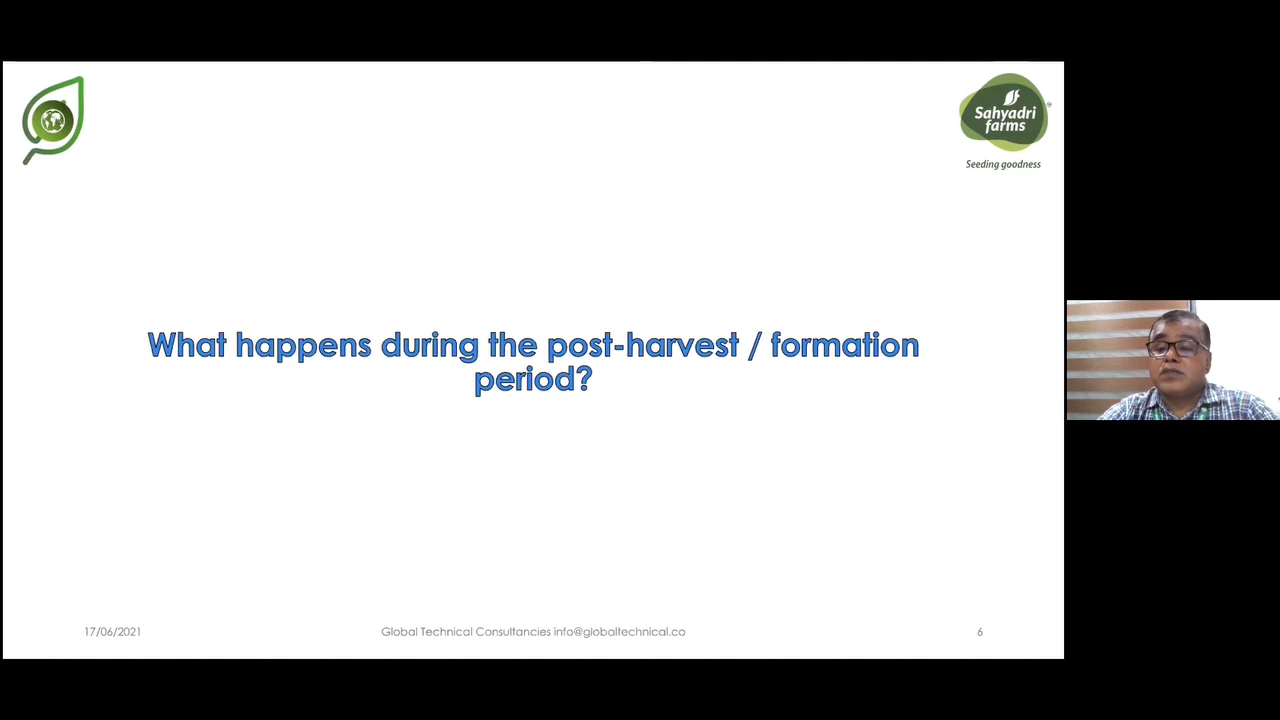 Sahyadri
farms
Seeding goodness
What happens during the post-harvest / formation
period?
17/06/2021
Global Technical Consultancies info@globaltechnical.co
6